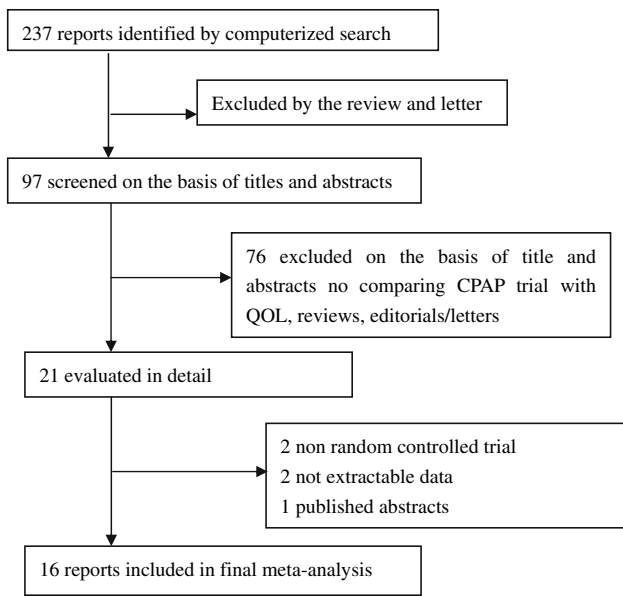 237 reports identified by computerized search
Excluded by the review and letter
97 screened on the basis of titles and abstracts
76 excluded on the basis of title and
abstracts no comparing CPAP trial with
QOL, reviews, editorials/letters
21 evaluated in detail
2 non random controlled trial
2 not extractable data
1 published abstracts
16 reports included in final meta-analysis